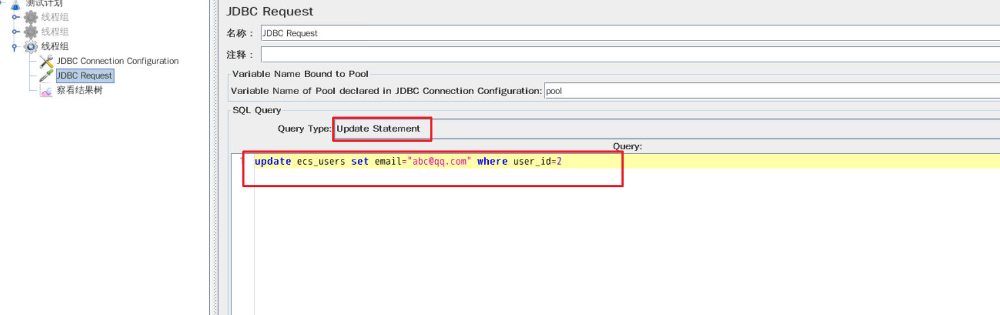 测试计划
线程组
线程组
线程组
JDBC Connection Configuration
JDBC Request
察看结果树
JDBC Request
名称： JDBC Request
注释：
Variable Name Bound to Pool
Variable Name of Pool declared in JDBC Connection Configuration: pool
SQL Query
Query Type: Update Statement
Query:
1 update ecs_users set email="abc@qq.com" where user_id=2